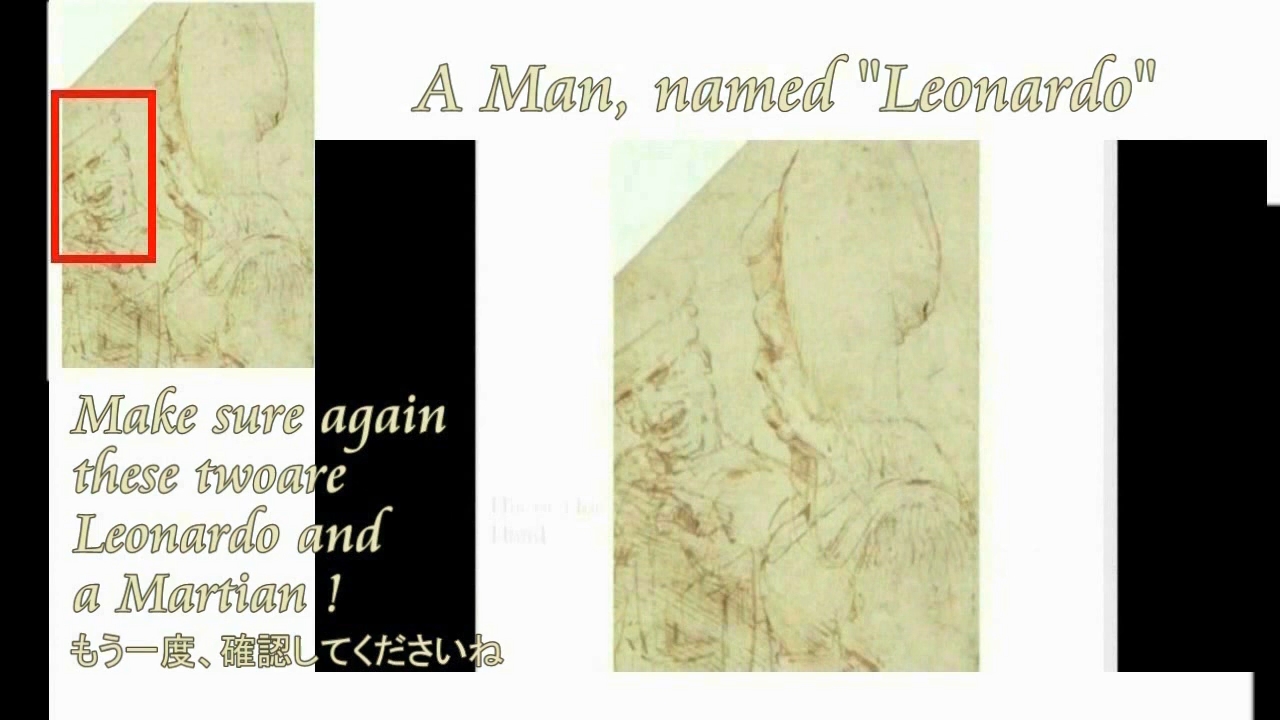 A Man, named "Leonardo"
Make sure again
these twoare
Leonardo and
a Martian !
もう一度、確認してくださいね